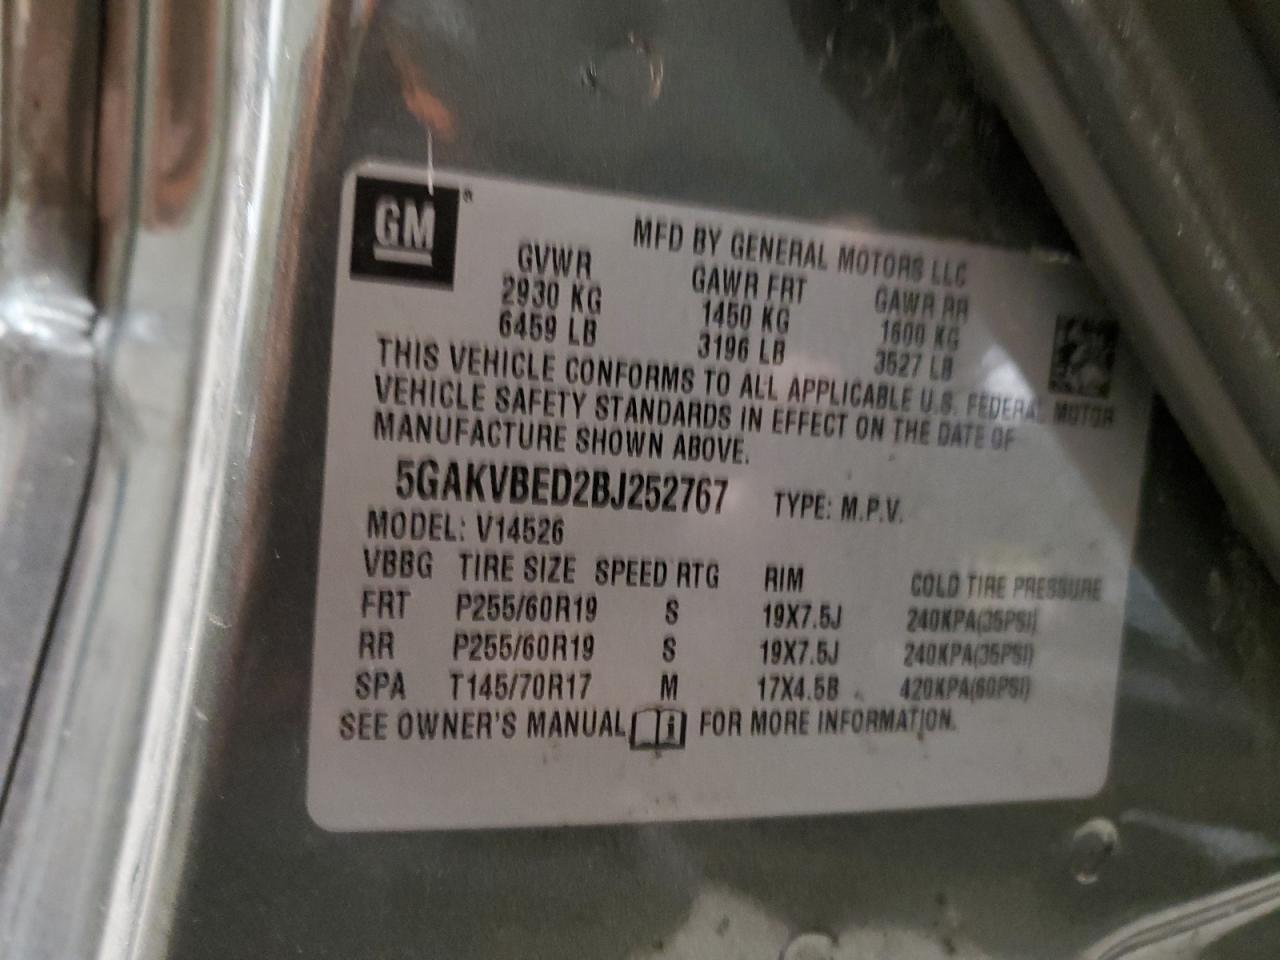 GM®
MFD BY GENERAL MOTORS LLC
GVWR GAWR FRT GAWR RR
2930 KG 1450 KG 1600 KG
6459 LB 3196 LB 3527 LB
THIS VEHICLE CONFORMS TO ALL APPLICABLE U.S. FEDERAL MOTOR
VEHICLE SAFETY STANDARDS IN EFFECT ON THE DATE OF
MANUFACTURE SHOWN ABOVE.
5GAKVBED2BJ252767 TYPE: M.P.V.
MODEL: V14526
VBBG TIRE SIZE SPEED RTG RIM COLD TIRE PRESSURE
FRT P255/60R19 S 19X7.5J 240KPA(35PSI)
RR P255/60R19 S 19X7.5J 240KPA(35PSI)
SPA T145/70R17 M 17X4.5B 420KPA(60PSI)
SEE OWNER'S MANUAL FOR MORE INFORMATION.